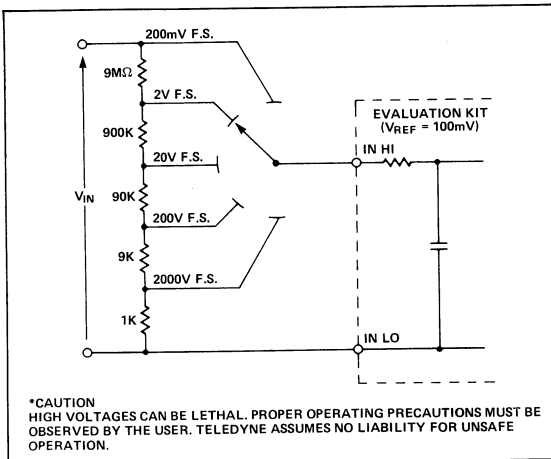 200mV F.S.
9MΩ
2V F.S.
EVALUATION KIT
(VREF = 100mV)
900K
IN HI
20V F.S.
VIN
90K
200V F.S.
9K
2000V F.S.
1K
IN LO
*CAUTION
HIGH VOLTAGES CAN BE LETHAL. PROPER OPERATING PRECAUTIONS MUST BE
OBSERVED BY THE USER. TELEDYNE ASSUMES NO LIABILITY FOR UNSAFE
OPERATION.